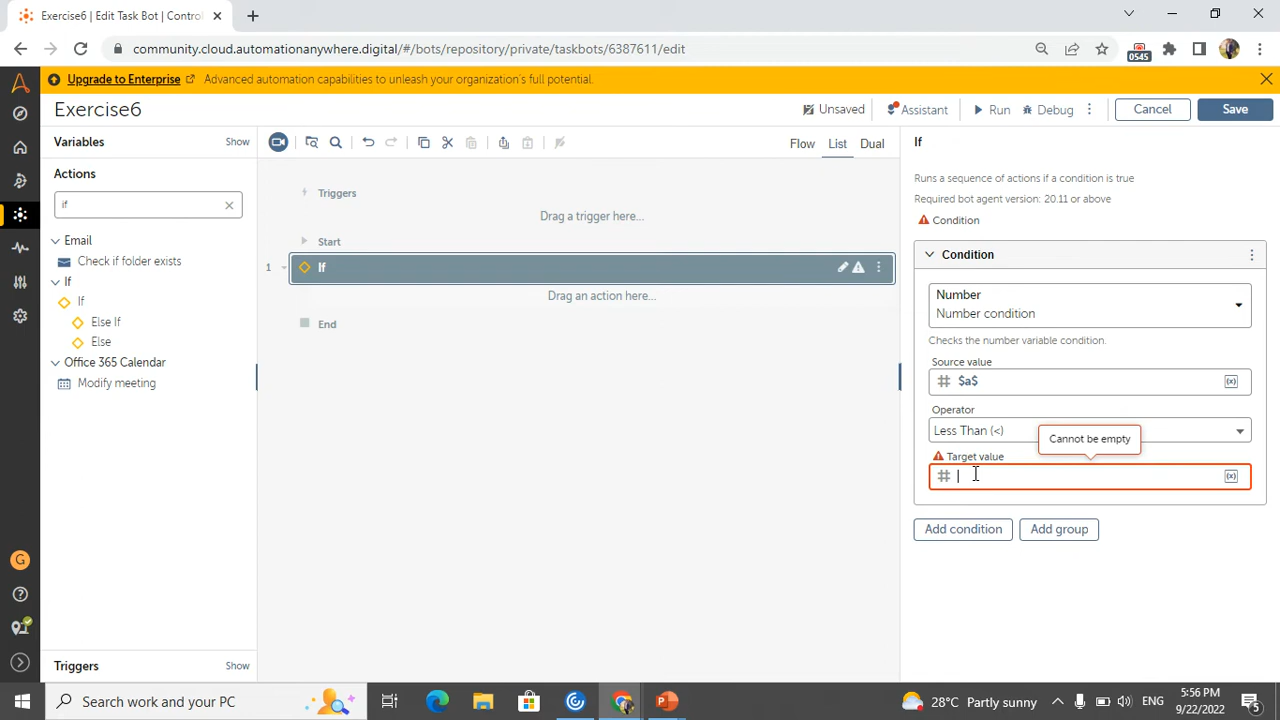 Exercise6 | Edit Task Bot | Contro
community.cloud.automationanywhere.digital/#/bots/repository/private/taskbots/6387611/edit
0545
Upgrade to Enterprise Advanced automation capabilities to unleash your organization's full potential.
Exercise6
Unsaved
Assistant
Run
Debug
Cancel
Save
Variables
Show
Actions
if
Email
Check if folder exists
If
If
Else If
Else
Office 365 Calendar
Modify meeting
Triggers
Show
Flow
List
Dual
Triggers
Drag a trigger here...
Start
1
If
Drag an action here...
End
If
Runs a sequence of actions if a condition is true
Required bot agent version: 20.11 or above
Condition
Condition
Number
Number condition
Checks the number variable condition.
Source value
$a$
(x)
Operator
Less Than (<)
Cannot be empty
Target value
(x)
Add condition
Add group
G
Search work and your PC
28°C Partly sunny
ENG
5:56 PM
9/22/2022
5